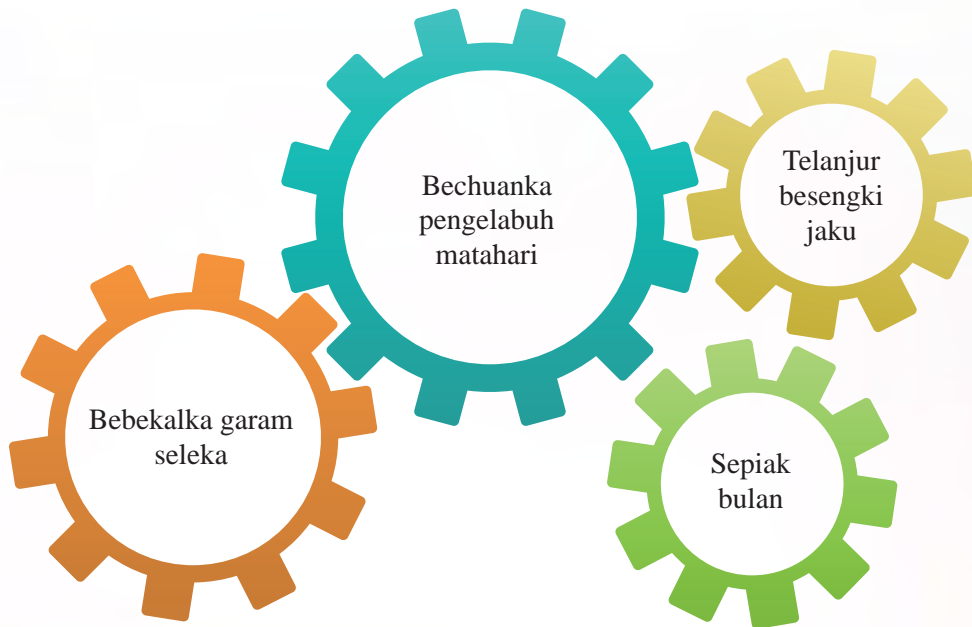 Bechuanka
pengelabuh
matahari
Telanjur
besengki
jaku
Bebekalka garam
seleka
Sepiak
bulan